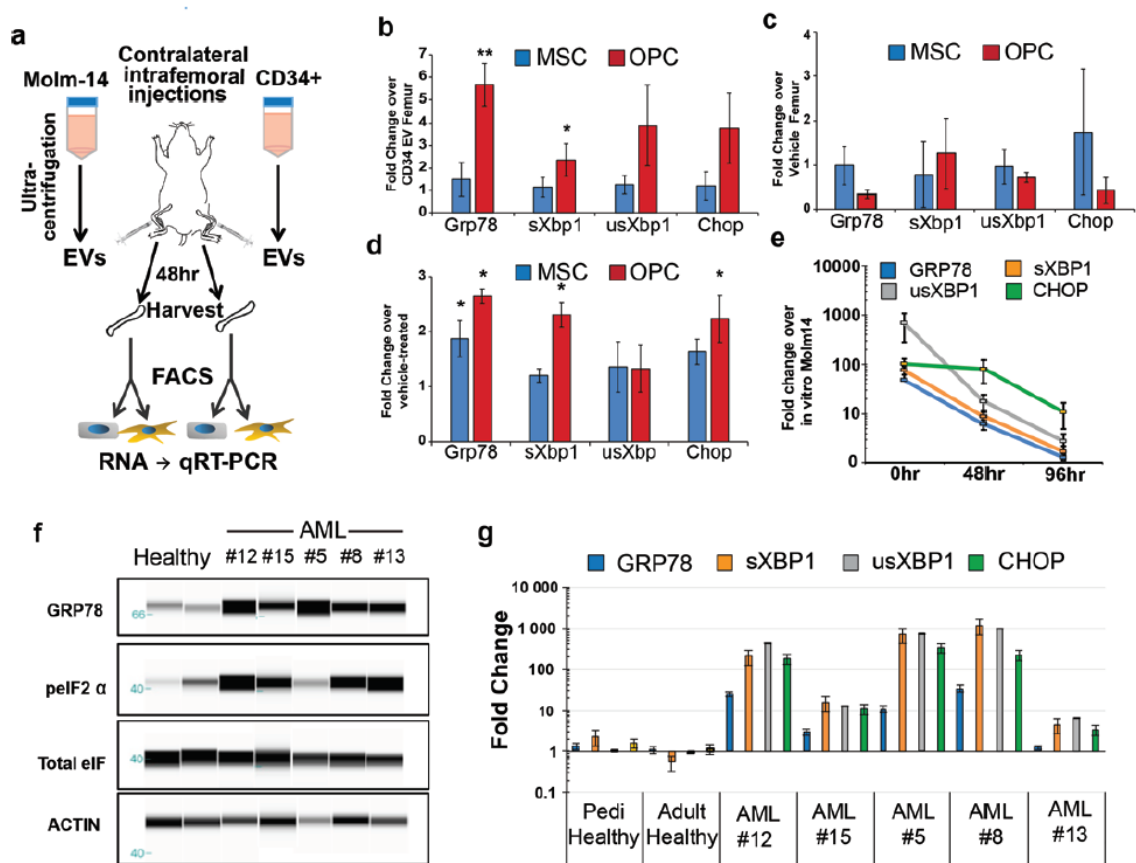 a
Contralateral
intrafemoral
injections
Molm-14
CD34+
Ultra-
centrifugation
EVs
EVs
48hr
Harvest
FACS
RNA → qRT-PCR
b
MSC OPC
Fold Change over
CD34 EV Femur
7
6
5
4
3
2
1
0
**
*
Grp78 sXbp1 usXbp1 Chop
c
MSC OPC
Fold Change over
Vehicle Femur
4
3
2
1
0
Grp78 sXbp1 usXbp1 Chop
d
MSC OPC
Fold Change over
vehicle-treated
3
2
1
0
* * * *
Grp78 sXbp1 usXbp Chop
e
GRP78 sXBP1
usXBP1 CHOP
Fold change over
in vitro Molm14
10000
1000
100
10
0
0hr 48hr 96hr
f
AML
Healthy #12 #15 #5 #8 #13
GRP78
66
peIF2 α
40
Total eIF
40
ACTIN
40
g
GRP78 sXBP1 usXBP1 CHOP
Fold Change
10 000
1 000
100
10
1
0.1
Pedi Healthy
Adult Healthy
AML #12
AML #15
AML #5
AML #8
AML #13